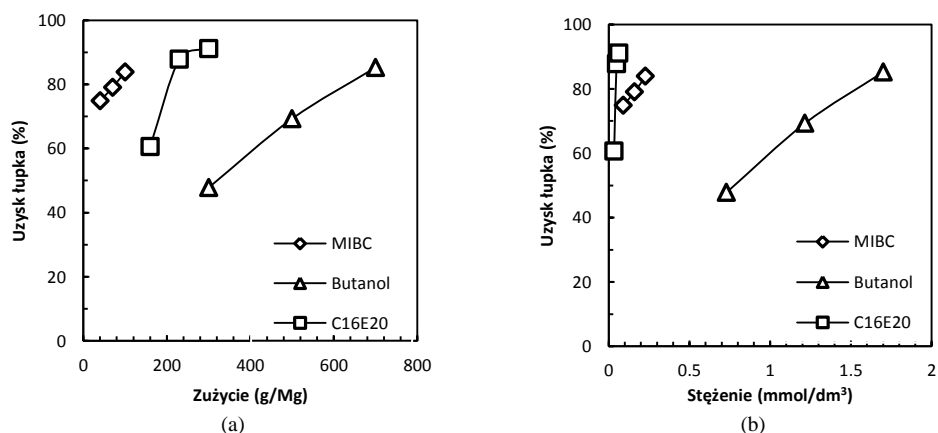 100
80
60
40
20
0
Uzysk łupka (%)
MIBC
Butanol
C16E20
0 200 400 600 800
Zużycie (g/Mg)
(a)
100
80
60
40
20
0
Uzysk łupka (%)
MIBC
Butanol
C16E20
0 0.5 1 1.5 2
Stężenie (mmol/dm³)
(b)